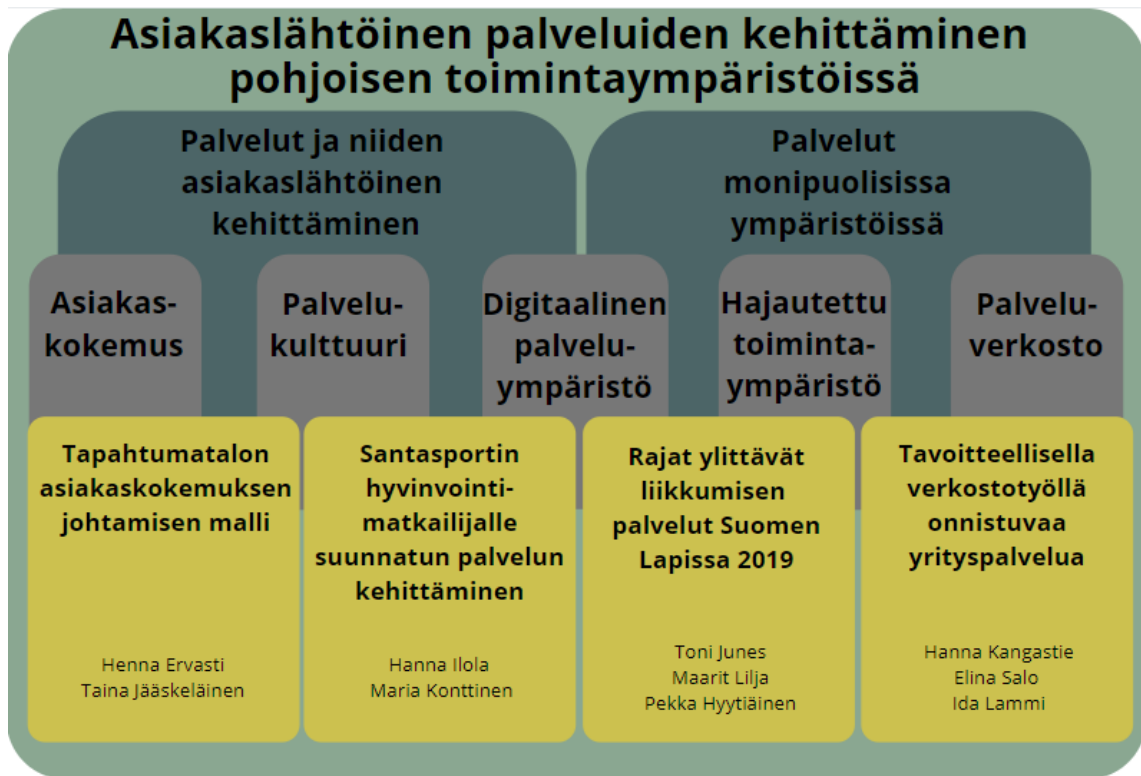 Asiakaslähtöinen palveluiden kehittäminen
pohjoisen toimintaympäristöissä
Palvelut ja niiden
asiakaslähtöinen
kehittäminen
Palvelut
monipuolisissa
ympäristöissä
Asiakas-
kokemus
Palvelu-
kulttuuri
Digitaalinen
palvelu-
ympäristö
Hajautettu
toiminta-
ympäristö
Palvelu-
verkosto
Tapahtumatalon
asiakaskokemuksen
johtamisen malli
Henna Ervasti
Taina Jääskeläinen
Santasportin
hyvinvointi-
matkailijalle
suunnatun palvelun
kehittäminen
Hanna Ilola
Maria Konttinen
Rajat ylittävät
liikkumisen
palvelut Suomen
Lapissa 2019
Toni Junes
Maarit Lilja
Pekka Hyytiäinen
Tavoitteellisella
verkostotyöllä
onnistuvaa
yrityspalvelua
Hanna Kangastie
Elina Salo
Ida Lammi